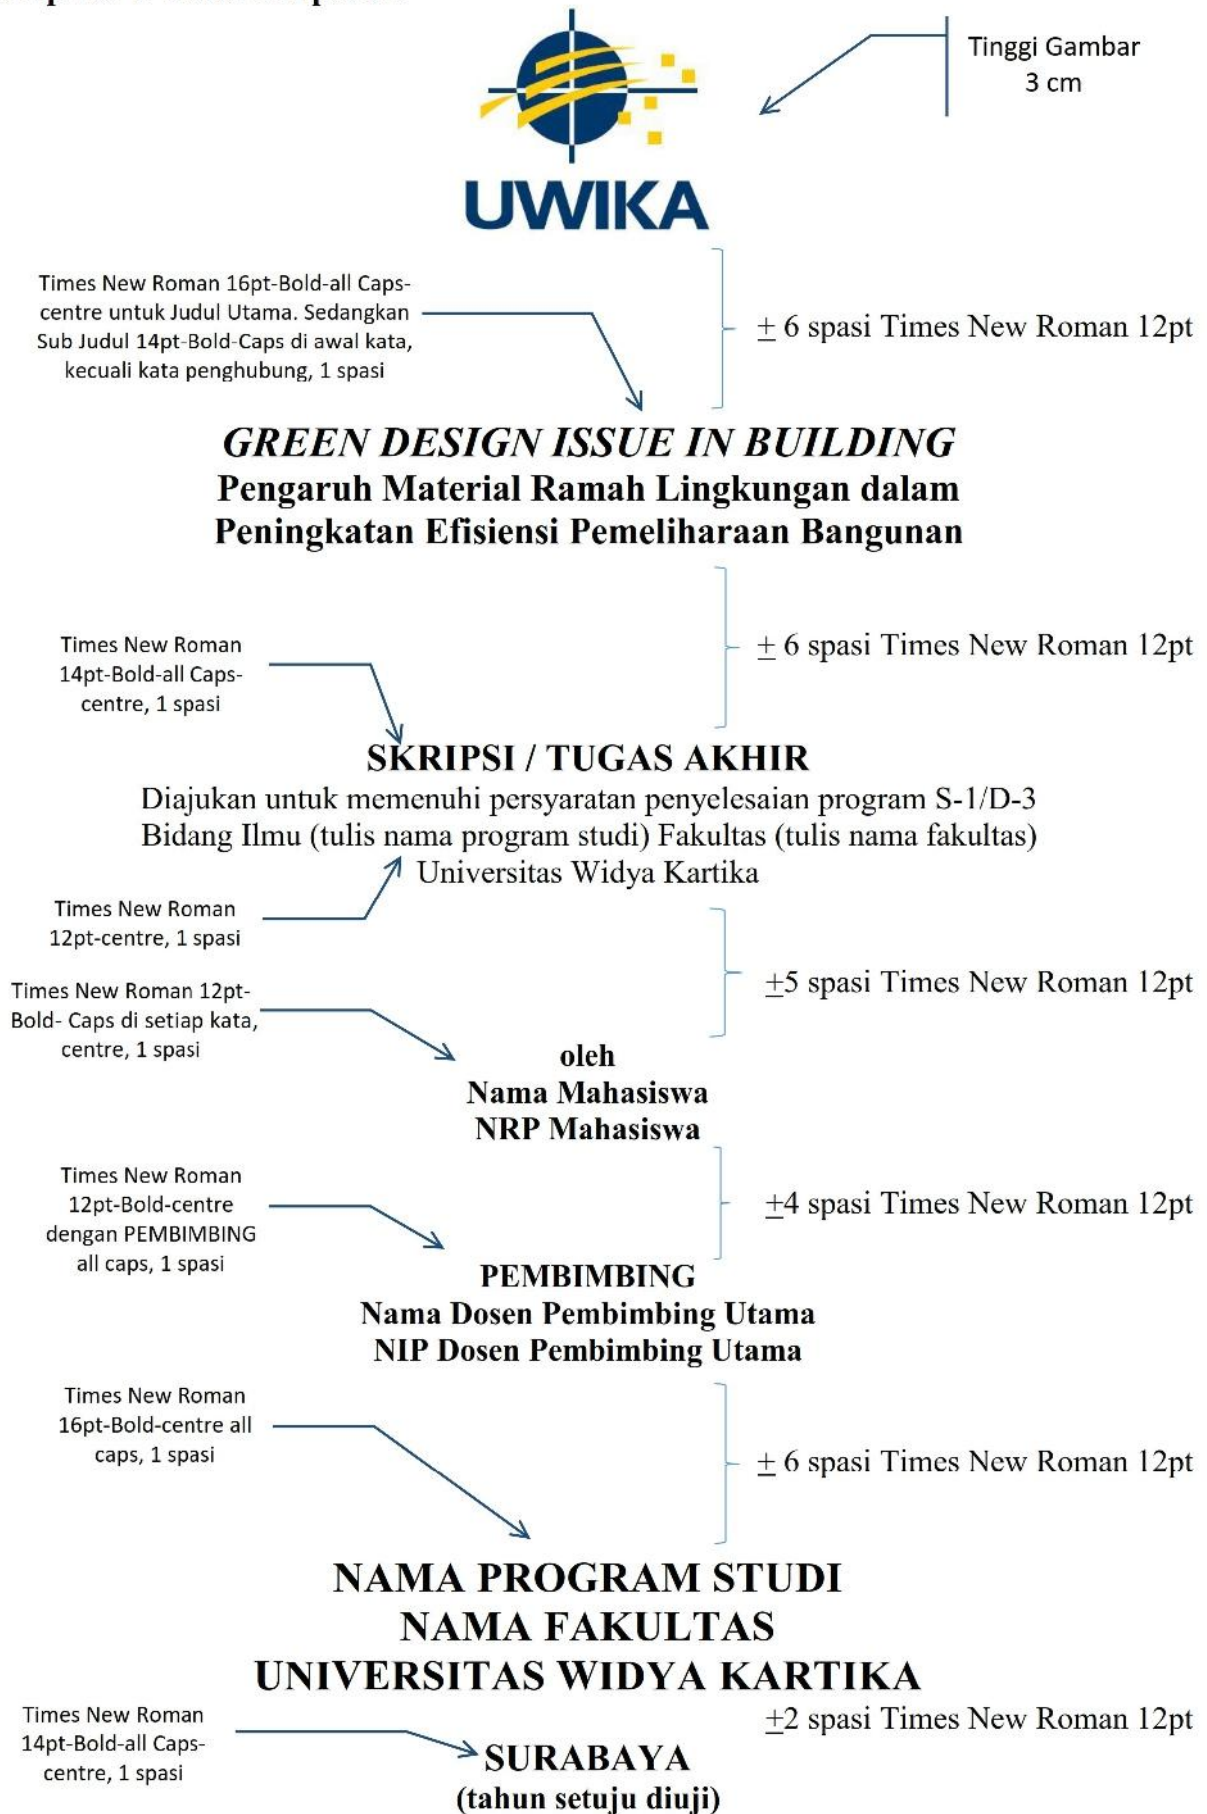 Tinggi Gambar
3 cm
UWIKA
Times New Roman 16pt-Bold-all Caps-
centre untuk Judul Utama. Sedangkan
Sub Judul 14pt-Bold-Caps di awal kata,
kecuali kata penghubung, 1 spasi
± 6 spasi Times New Roman 12pt
GREEN DESIGN ISSUE IN BUILDING
Pengaruh Material Ramah Lingkungan dalam
Peningkatan Efisiensi Pemeliharaan Bangunan
± 6 spasi Times New Roman 12pt
Times New Roman
14pt-Bold-all Caps-
centre, 1 spasi
SKRIPSI / TUGAS AKHIR
Diajukan untuk memenuhi persyaratan penyelesaian program S-1/D-3
Bidang Ilmu (tulis nama program studi) Fakultas (tulis nama fakultas)
Universitas Widya Kartika
Times New Roman
12pt-centre, 1 spasi
±5 spasi Times New Roman 12pt
Times New Roman 12pt-
Bold- Caps di setiap kata,
centre, 1 spasi
oleh
Nama Mahasiswa
NRP Mahasiswa
Times New Roman
12pt-Bold-centre
dengan PEMBIMBING
all caps, 1 spasi
±4 spasi Times New Roman 12pt
PEMBIMBING
Nama Dosen Pembimbing Utama
NIP Dosen Pembimbing Utama
Times New Roman
16pt-Bold-centre all
caps, 1 spasi
± 6 spasi Times New Roman 12pt
NAMA PROGRAM STUDI
NAMA FAKULTAS
UNIVERSITAS WIDYA KARTIKA
±2 spasi Times New Roman 12pt
Times New Roman
14pt-Bold-all Caps-
centre, 1 spasi
SURABAYA
(tahun setuju diuji)